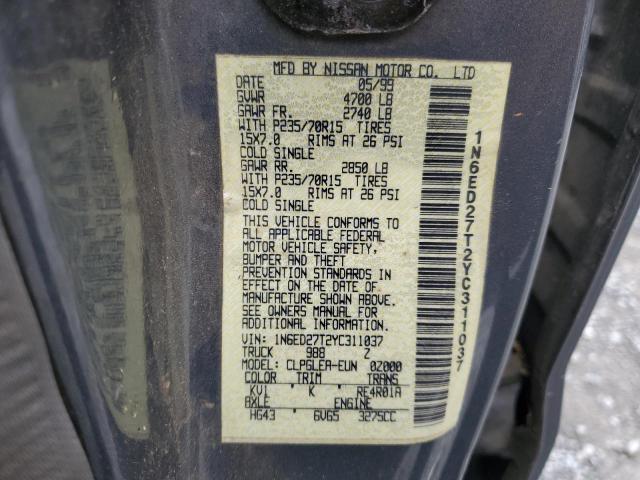 MFD BY NISSAN MOTOR CO. LTD
DATE 05/99
GVWR 4700 LB
GAWR FR. 2740 LB
WITH P235/70R15 TIRES
15X7.0 RIMS AT 26 PSI
COLD SINGLE
GAWR RR. 2850 LB
WITH P235/70R15 TIRES
15X7.0 RIMS AT 26 PSI
COLD SINGLE
THIS VEHICLE CONFORMS TO
ALL APPLICABLE FEDERAL
MOTOR VEHICLE SAFETY,
BUMPER AND THEFT
PREVENTION STANDARDS IN
EFFECT ON THE DATE OF
MANUFACTURE SHOWN ABOVE.
SEE OWNERS MANUAL FOR
ADDITIONAL INFORMATION.
VIN: 1N6ED27T2YC311037
TRUCK 988 Z
MODEL: CLPGLEA-EUN 0Z000
COLOR TRIM TRANS
KV1 K RE4R01A
AXLE ENGINE
HG43 6V65 3275CC
1N6ED27T2YC311037